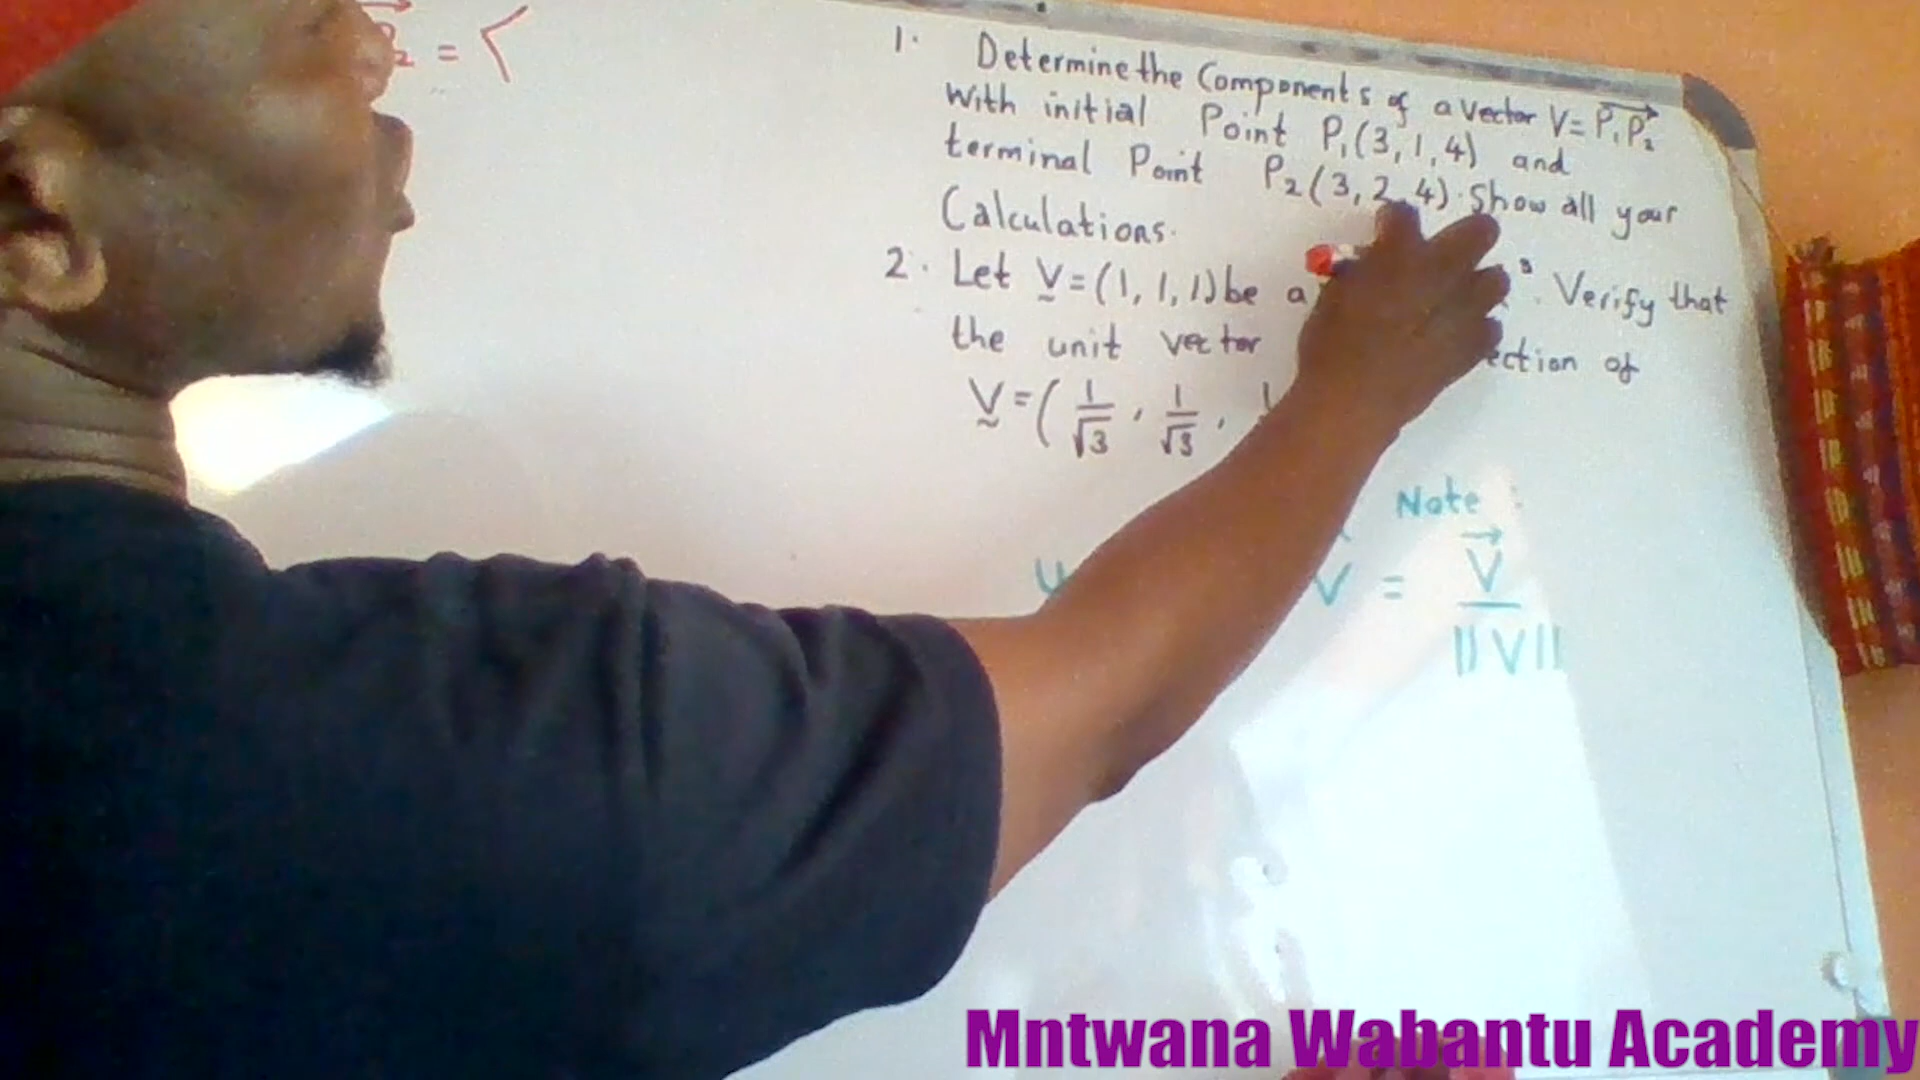 = <
1. Determine the Components of a vector V = P₁P₂
with initial Point P₁(3, 1, 4) and
terminal Point P₂(3, 2, 4). Show all your
Calculations.
2. Let V = (1, 1, 1) be a Verify that
the unit vector of
V = ( 1/√3 , 1/√3 ,
Note :
V = V / ||V||
Mntwana Wabantu Academy